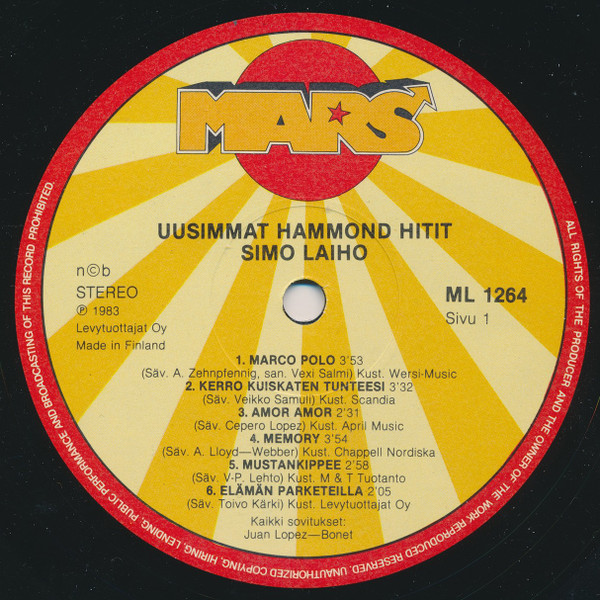 MARS
UUSIMMAT HAMMOND HITIT
SIMO LAIHO
n©b
STEREO
℗ 1983
Levytuottajat Oy
Made in Finland
ML 1264
Sivu 1
1. MARCO POLO 3'53
(Säv. A. Zehnpfennig, san. Vexi Salmi) Kust. Wersi-Music
2. KERRO KUISKATEN TUNTEESI 3'32
(Säv. Veikko Samuli) Kust. Scandia
3. AMOR AMOR 2'31
(Säv. Cepero Lopez) Kust. April Music
4. MEMORY 3'54
(Säv. A. Lloyd—Webber) Kust. Chappell Nordiska
5. MUSTANKIPPEE 2'58
(Säv. V-P. Lehto) Kust. M & T Tuotanto
6. ELÄMÄN PARKETEILLA 2'05
(Säv. Toivo Kärki) Kust. Levytuottajat Oy
Kaikki sovitukset:
Juan Lopez—Bonet
ALL RIGHTS OF THE PRODUCER AND THE OWNER OF THE WORK REPRODUCED RESERVED. UNAUTHORIZED COPYING, HIRING, LENDING, PUBLIC PERFORMANCE AND BROADCASTING OF THIS RECORD PROHIBITED.